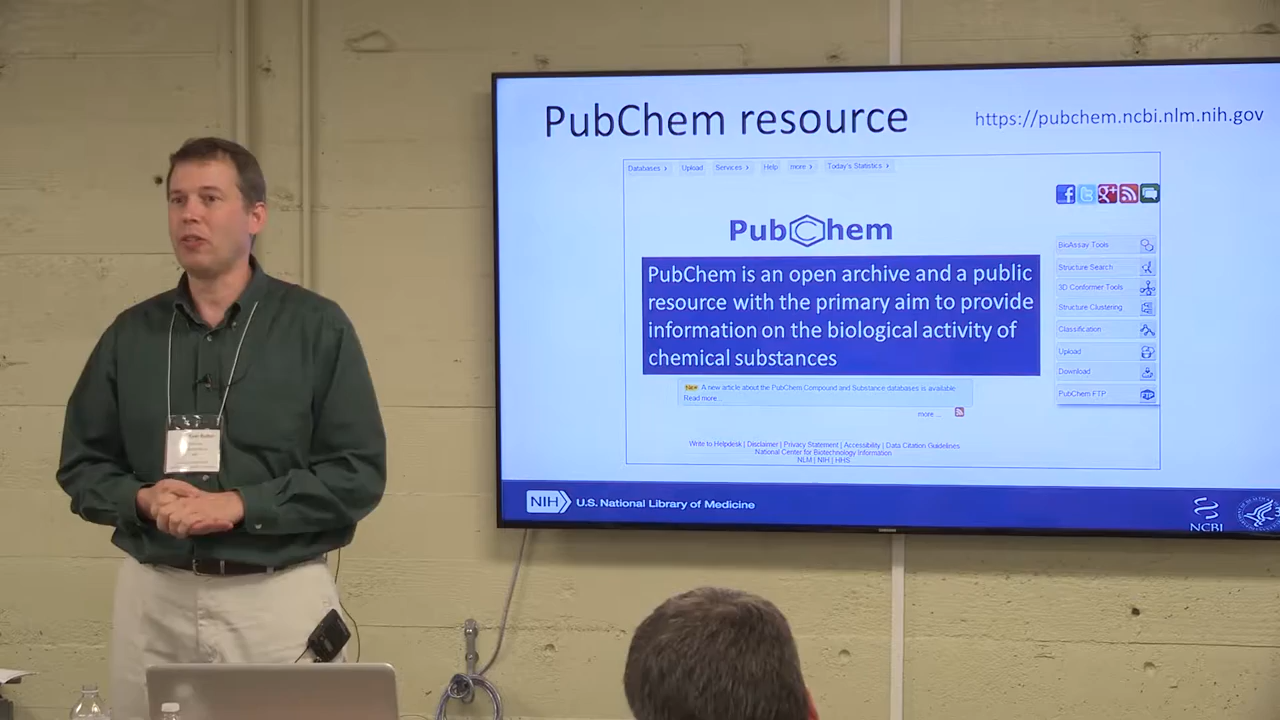 PubChem resource
https://pubchem.ncbi.nlm.nih.gov
Databases > Upload Services > Help more > Today's Statistics >
PubChem
PubChem is an open archive and a public
resource with the primary aim to provide
information on the biological activity of
chemical substances
BioAssay Tools
Structure Search
3D Conformer Tools
Structure Clustering
Classification
Upload
Download
PubChem FTP
FTP
New A new article about the PubChem Compound and Substance databases is available
Read more...
more ...
Write to Helpdesk | Disclaimer | Privacy Statement | Accessibility | Data Citation Guidelines
National Center for Biotechnology Information
NLM | NIH | HHS
NIH U.S. National Library of Medicine
NCBI